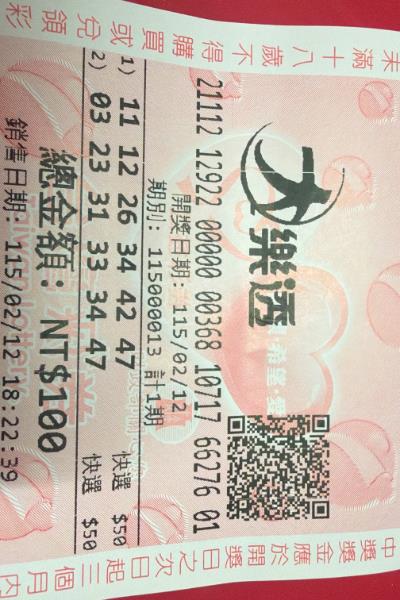 未滿十八歲不得購買或兌領彩
大樂透
21112 12922 00000 00368 10717 66276 01
開獎日期: 115/02/12
期別: 115000013 計1期
1) 11 12 26 34 42 47 快選 $50
2) 03 23 31 33 34 47 快選 $50
總金額: NT$100
銷售日期: 115/02/12 18:22:39
中獎獎金應於開獎日之次日起三個月內